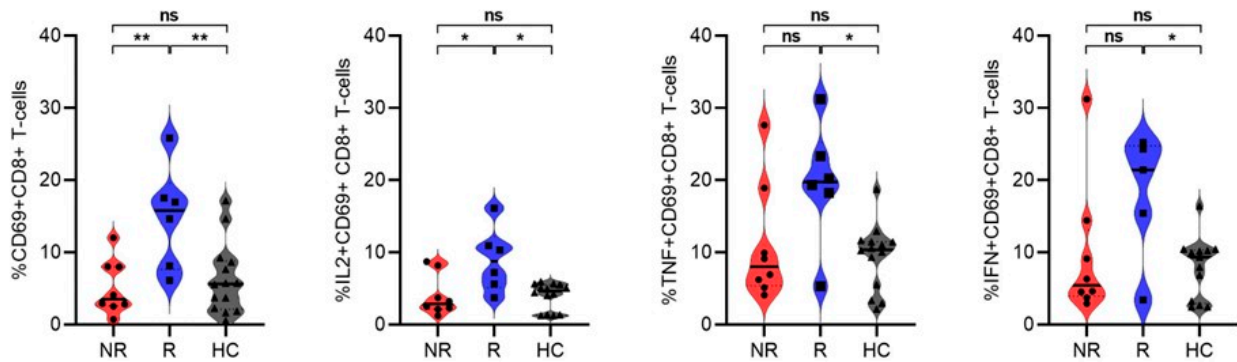 ns
** **
40
30
20
10
0
%CD69+CD8+ T-cells
NR R HC
ns
* *
40
30
20
10
0
%IL2+CD69+ CD8+ T-cells
NR R HC
ns
ns *
40
30
20
10
0
%TNF+CD69+CD8+ T-cells
NR R HC
ns
ns *
40
30
20
10
0
%IFN+CD69+CD8+ T-cells
NR R HC